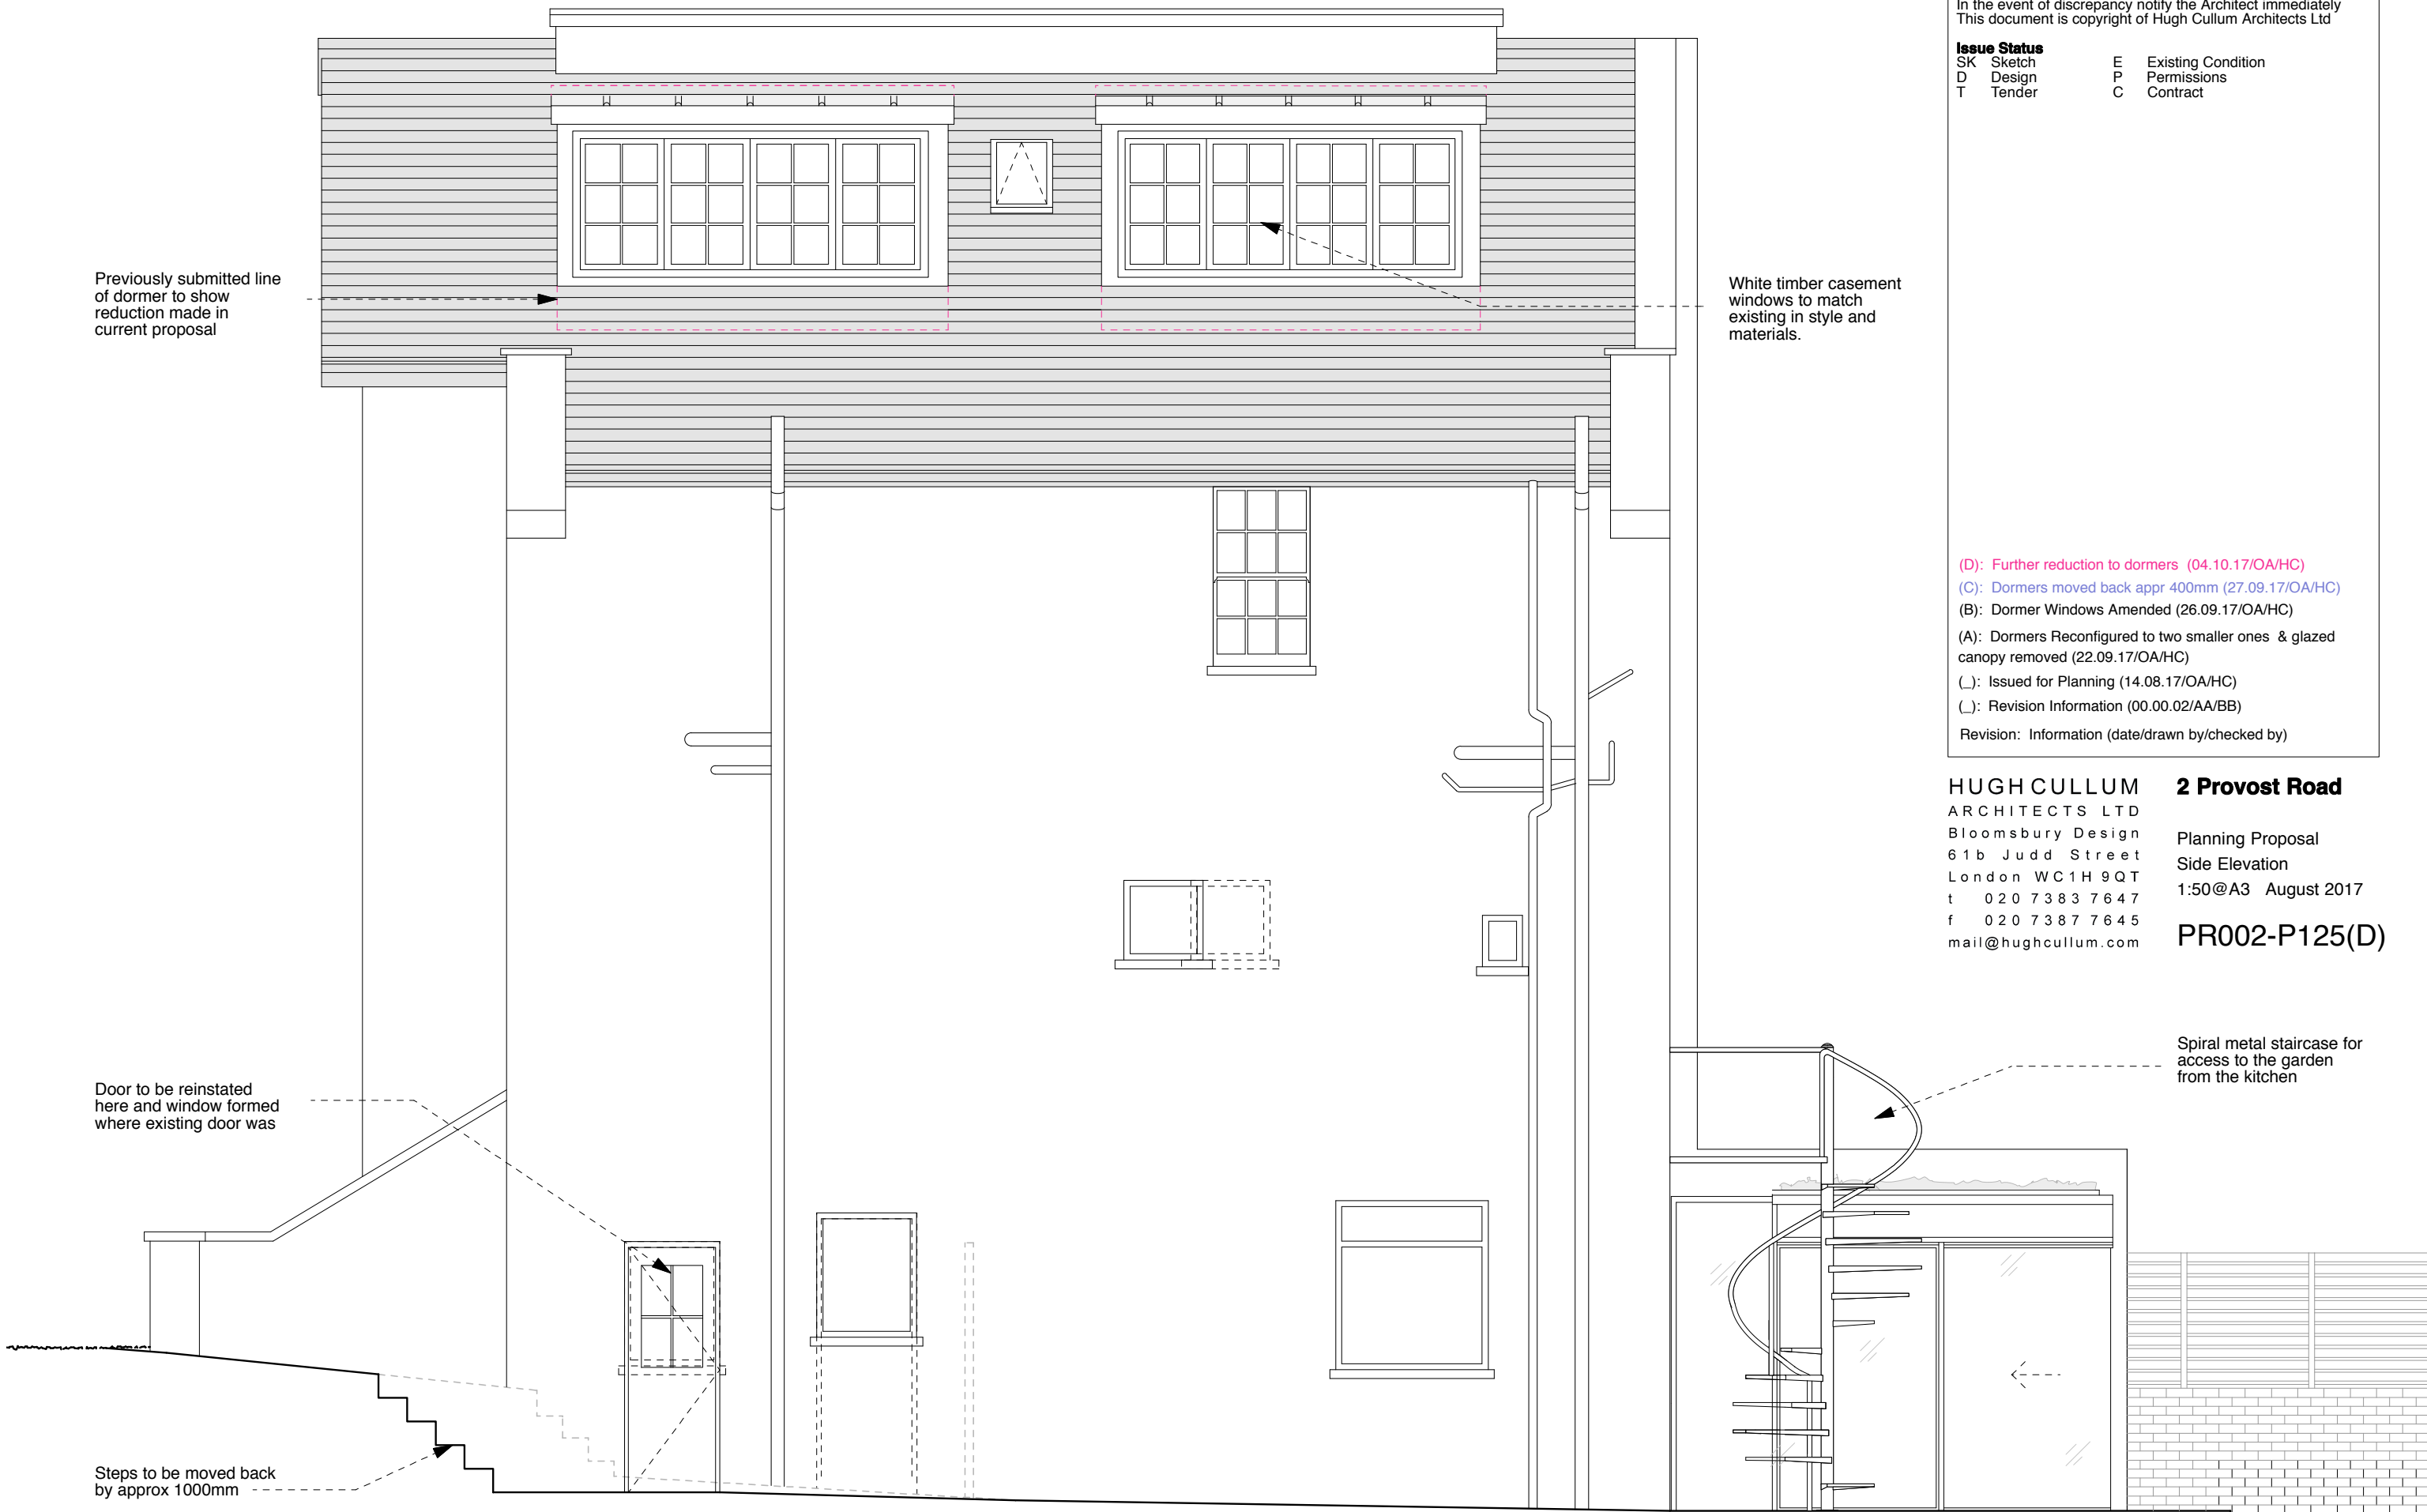 In the event of discrepancy notify the Architect immediately
This document is copyright of Hugh Cullum Architects Ltd
Issue Status
SK Sketch E Existing Condition
D Design P Permissions
T Tender C Contract
Previously submitted line
of dormer to show
reduction made in
current proposal
White timber casement
windows to match
existing in style and
materials.
(D): Further reduction to dormers (04.10.17/OA/HC)
(C): Dormers moved back appr 400mm (27.09.17/OA/HC)
(B): Dormer Windows Amended (26.09.17/OA/HC)
(A): Dormers Reconfigured to two smaller ones & glazed
canopy removed (22.09.17/OA/HC)
(_): Issued for Planning (14.08.17/OA/HC)
(_): Revision Information (00.00.02/AA/BB)
Revision: Information (date/drawn by/checked by)
HUGH CULLUM
ARCHITECTS LTD
Bloomsbury Design
61b Judd Street
London WC1H 9QT
t 020 7383 7647
f 020 7387 7645
mail@hughcullum.com
2 Provost Road
Planning Proposal
Side Elevation
1:50@A3 August 2017
PR002-P125(D)
Spiral metal staircase for
access to the garden
from the kitchen
Door to be reinstated
here and window formed
where existing door was
Steps to be moved back
by approx 1000mm